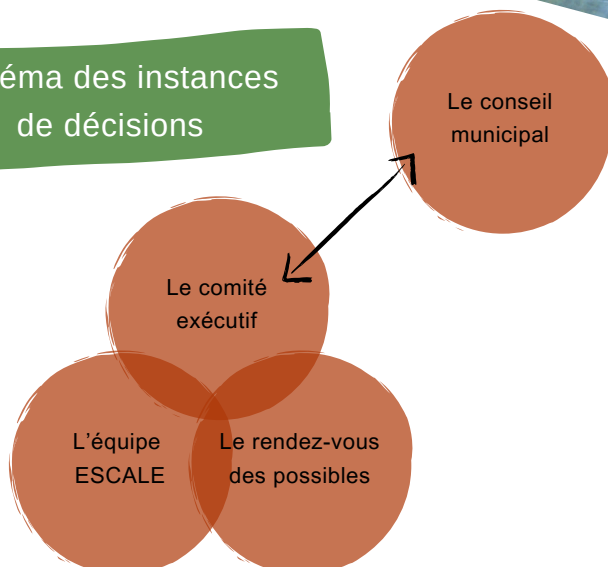 éma des instances
de décisions
Le conseil
municipal
Le comité
exécutif
L'équipe
ESCALE
Le rendez-vous
des possibles